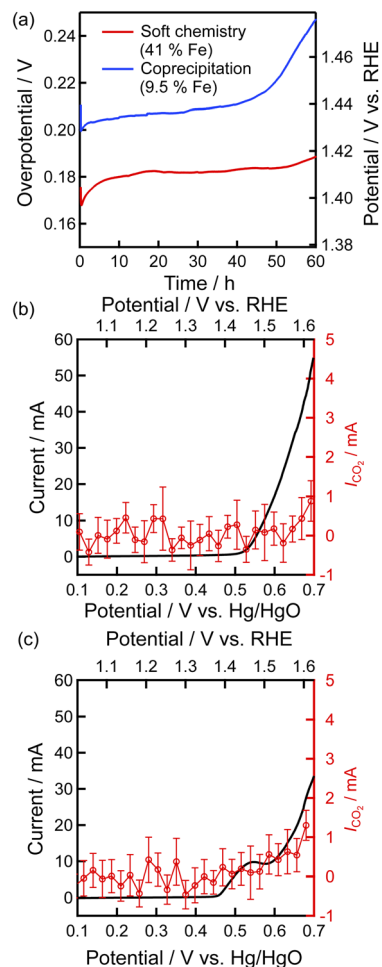 (a)
Overpotential / V
0.24
0.22
0.20
0.18
0.16
Soft chemistry
(41 % Fe)
Coprecipitation
(9.5 % Fe)
1.46
1.44
1.42
1.40
1.38
Potential / V vs. RHE
0 10 20 30 40 50 60
Time / h
(b)
Potential / V vs. RHE
1.1 1.2 1.3 1.4 1.5 1.6
Current / mA
60
50
40
30
20
10
0
5
4
3
2
1
0
-1
I CO2 / mA
0.1 0.2 0.3 0.4 0.5 0.6 0.7
Potential / V vs. Hg/HgO
(c)
Potential / V vs. RHE
1.1 1.2 1.3 1.4 1.5 1.6
Current / mA
60
50
40
30
20
10
0
5
4
3
2
1
0
-1
I CO2 / mA
0.1 0.2 0.3 0.4 0.5 0.6 0.7
Potential / V vs. Hg/HgO